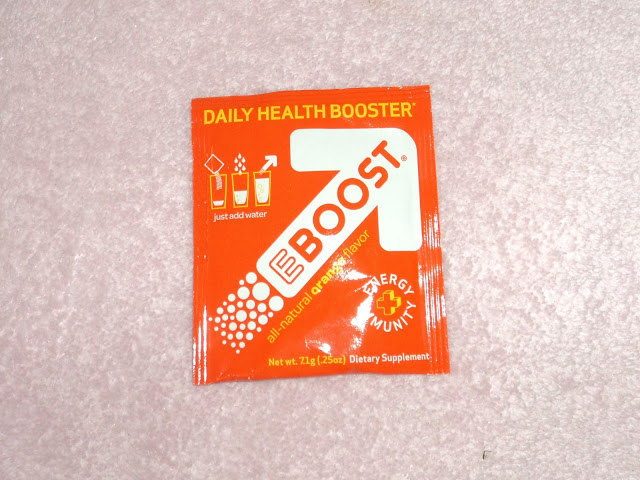 DAILY HEALTH BOOSTER*
just add water
EBOOST®
all-natural orange flavor
ENERGY
IMMUNITY
Net wt. 7.1g (.25oz) Dietary Supplement